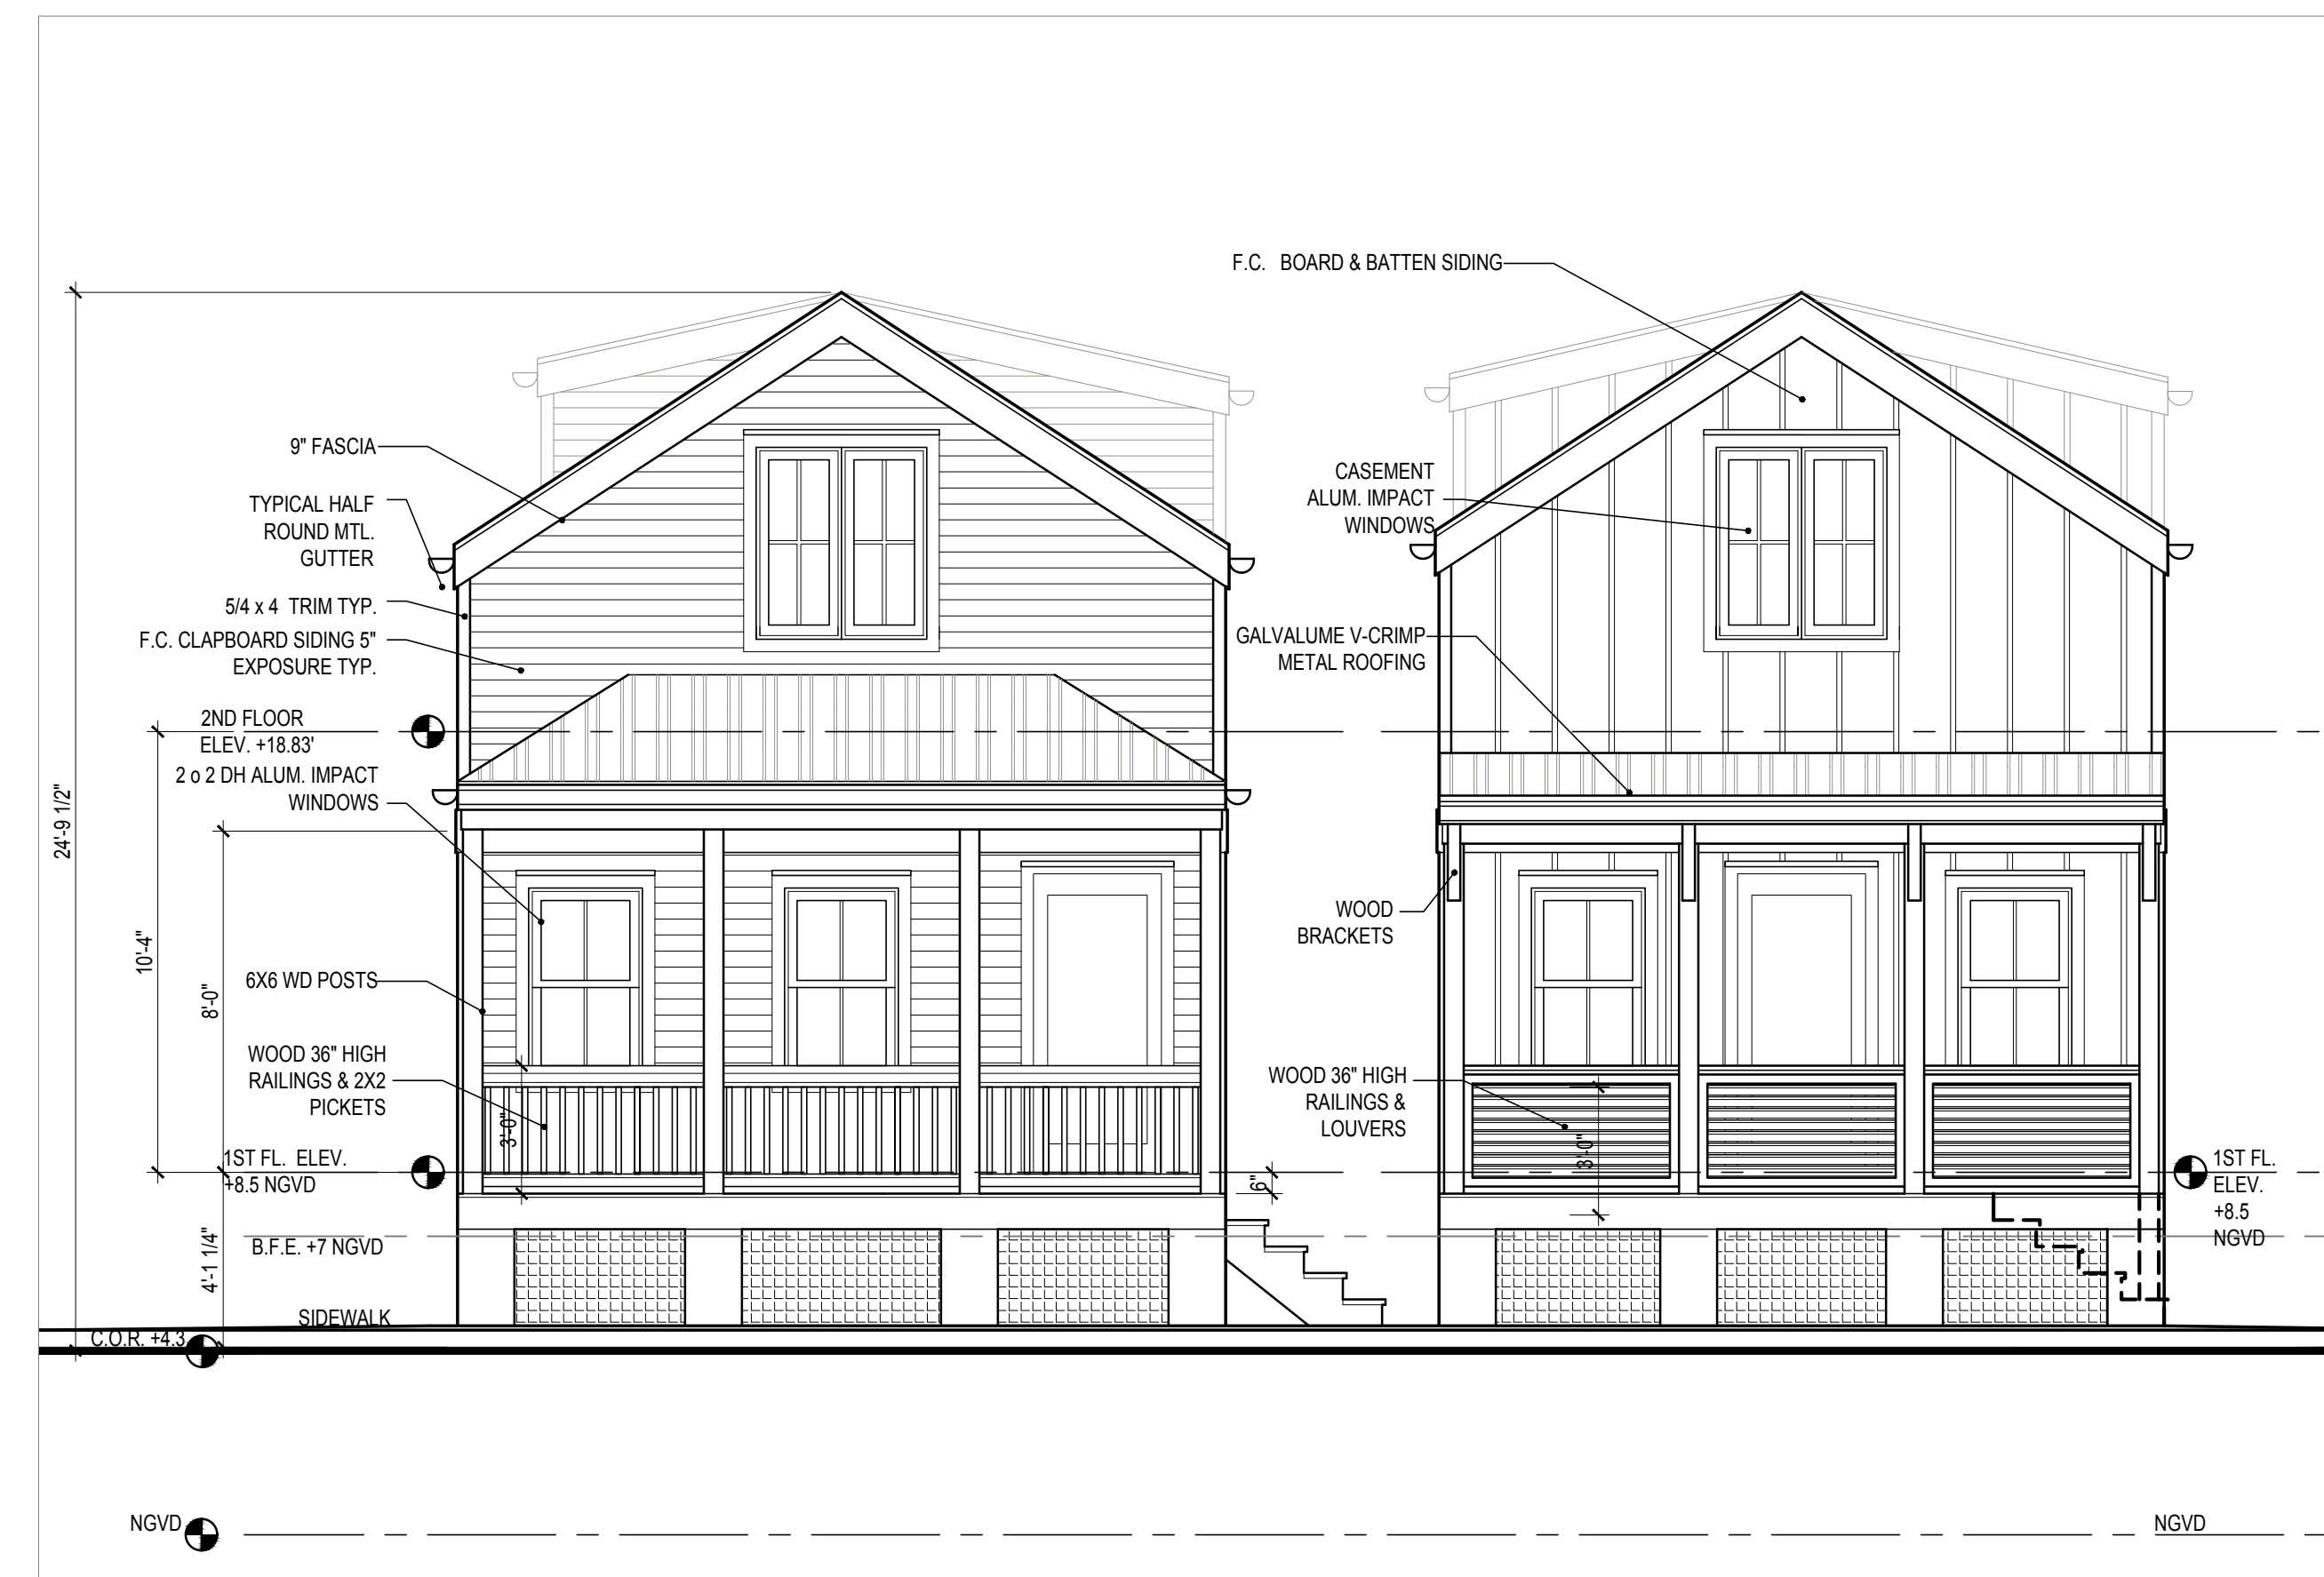 F.C. BOARD & BATTEN SIDING
9" FASCIA
CASEMENT
ALUM. IMPACT
WINDOWS
TYPICAL HALF
ROUND MTL.
GUTTER
5/4 x 4 TRIM TYP.
F.C. CLAPBOARD SIDING 5"
EXPOSURE TYP.
GALVALUME V-CRIMP
METAL ROOFING
2ND FLOOR
ELEV. +18.83'
2 o 2 DH ALUM. IMPACT
WINDOWS
24'-9 1/2"
10'-4"
8'-0"
WOOD
BRACKETS
6X6 WD POSTS
WOOD 36" HIGH
RAILINGS & 2X2
PICKETS
3'-0"
WOOD 36" HIGH
RAILINGS &
LOUVERS
3'-0"
1ST FL. ELEV.
+8.5 NGVD
6"
1ST FL.
ELEV.
+8.5
NGVD
4'-1 1/4"
B.F.E. +7 NGVD
SIDEWALK
C.O.R. +4.3
NGVD
NGVD